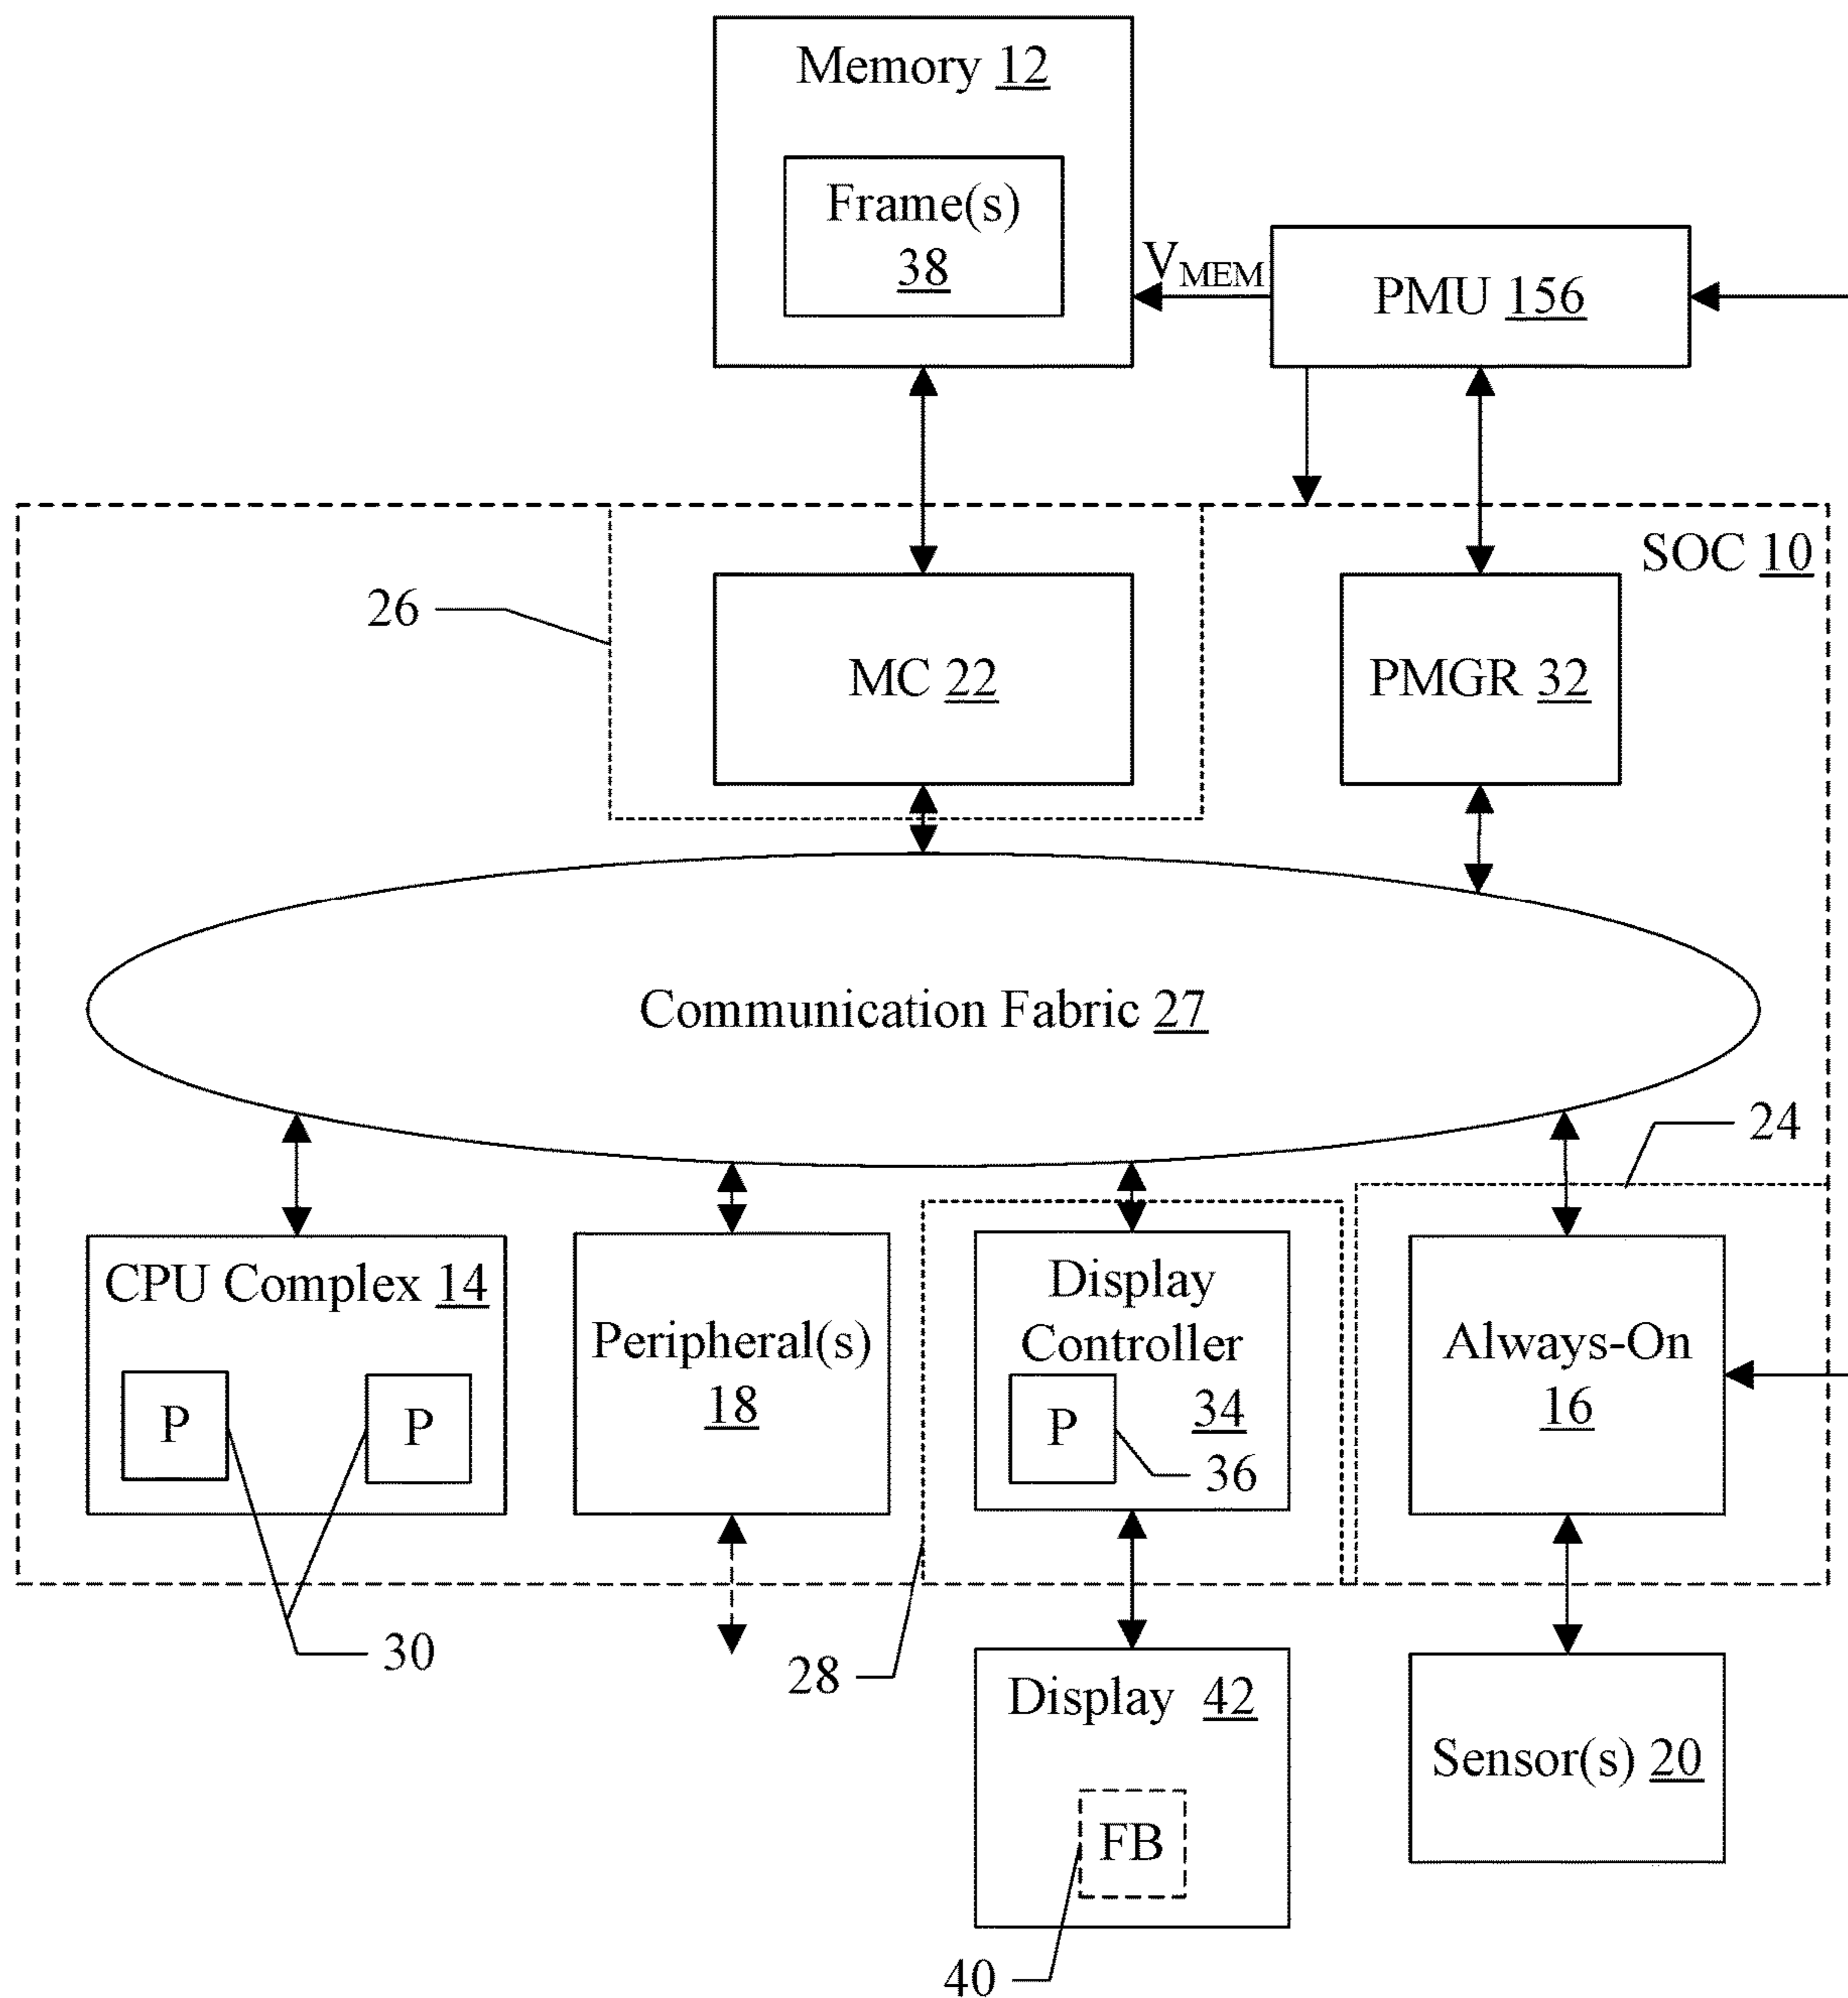 Memory 12
Frame(s)
38
VMEM
PMU 156
SOC 10
26
MC 22
PMGR 32
Communication Fabric 27
24
CPU Complex 14
P
P
30
Peripheral(s)
18
Display
Controller
34
P
36
Always-On
16
28
Display 42
FB
40
Sensor(s) 20